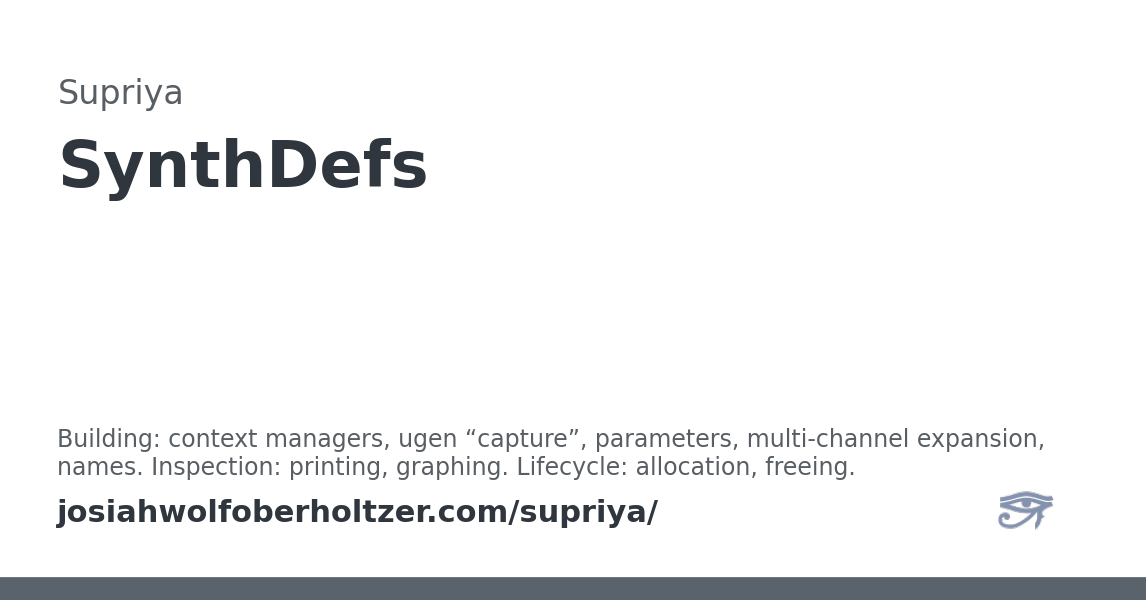 Supriya
SynthDefs
Building: context managers, ugen “capture”, parameters, multi-channel expansion,
names. Inspection: printing, graphing. Lifecycle: allocation, freeing.
josiahwolfoberholtzer.com/supriya/